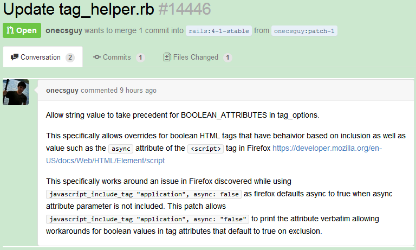 Update tag_helper.rb #14446
Open onecsguy wants to merge 1 commit into rails:4-1-stable from onecsguy:patch-1
Conversation 2 Commits 1 Files Changed 1
onecsguy commented 9 hours ago
Allow string value to take precedent for BOOLEAN_ATTRIBUTES in tag_options.
This specifically allows overrides for boolean HTML tags that have behavior based on inclusion as well as
value such as the async attribute of the <script> tag in Firefox https://developer.mozilla.org/en-
US/docs/Web/HTML/Element/script
This specifically works around an issue in Firefox discovered while using
javascript_include_tag "application", async: false as firefox defaults async to true when async
attribute parameter is not included. This patch allows
javascript_include_tag "application", async: "false" to print the attribute verbatim allowing
workarounds for boolean values in tag attributes that default to true on exclusion.